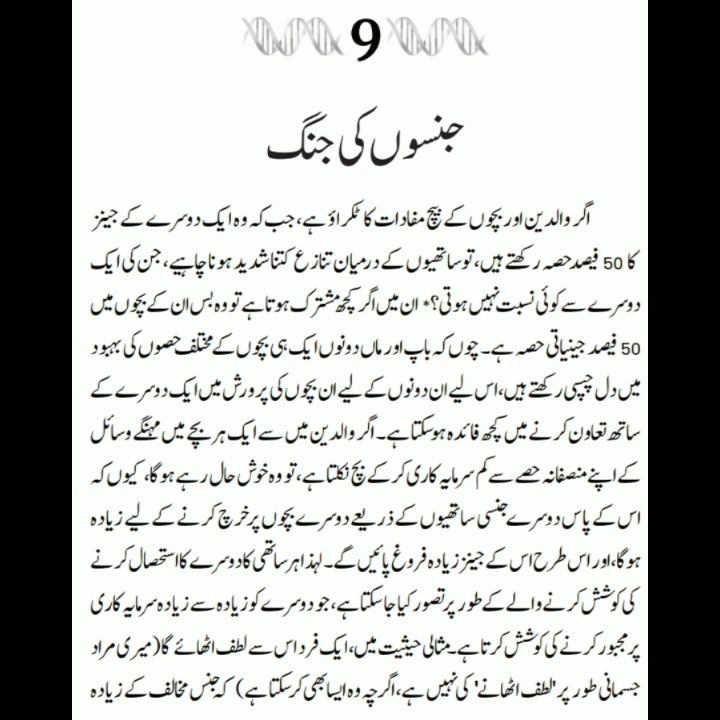 9
جنسوں کی جنگ
اگر والدین اور بچوں کے بیچ مفادات کا ٹکراؤ ہے، جب کہ وہ ایک دوسرے کے جینز
کا 50 فیصد حصہ رکھتے ہیں، تو ساتھیوں کے درمیان تنازع کتنا شدید ہونا چاہیے، جن کی ایک
دوسرے سے کوئی نسبت نہیں ہوتی؟* ان میں اگر کچھ مشترک ہوتا ہے تو وہ بس ان کے بچوں میں
50 فیصد جینیاتی حصہ ہے۔ چوں کہ باپ اور ماں دونوں ایک ہی بچوں کے مختلف حصوں کی بہبود
میں دل چسپی رکھتے ہیں، اس لیے ان دونوں کے لیے ان بچوں کی پرورش میں ایک دوسرے کے
ساتھ تعاون کرنے میں کچھ فائدہ ہوسکتا ہے۔ اگر والدین میں سے ایک ہر بچے میں مہنگے وسائل
کے اپنے منصفانہ حصے سے کم سرمایہ کاری کرکے بچ نکلتا ہے، تو وہ خوش حال رہے ہوگا، کیوں کہ
اس کے پاس دوسرے جنسی ساتھیوں کے ذریعے دوسرے بچوں پر خرچ کرنے کے لیے زیادہ
ہوگا، اور اس طرح اس کے جینز زیادہ فروغ پائیں گے۔ لہٰذا ہر ساتھی کا دوسرے کا استحصال کرنے
کی کوشش کرنے والے کے طور پر تصور کیا جاسکتا ہے، جو دوسرے کو زیادہ سے زیادہ سرمایہ کاری
پر مجبور کرنے کی کوشش کرتا ہے۔ مثالی حیثیت میں، ایک فرد اس سے لطف اٹھائے گا (میری مراد
جسمانی طور پر 'لطف اٹھانے' کی نہیں ہے، اگرچہ وہ ایسا بھی کرسکتا ہے) کہ جنس مخالف کے زیادہ